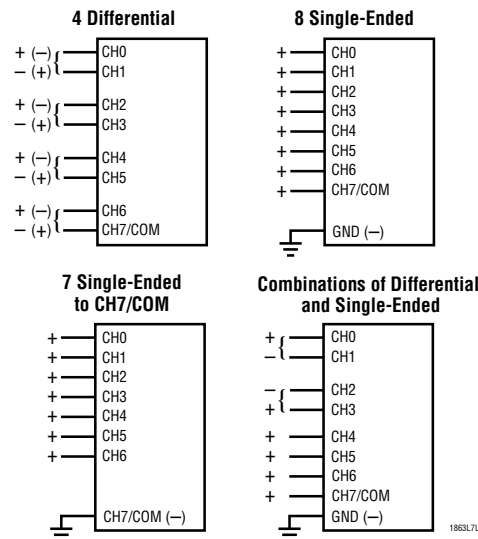 4 Differential
+ (–) { CH0
– (+) CH1
+ (–) { CH2
– (+) CH3
+ (–) { CH4
– (+) CH5
+ (–) { CH6
– (+) CH7/COM
8 Single-Ended
+ CH0
+ CH1
+ CH2
+ CH3
+ CH4
+ CH5
+ CH6
+ CH7/COM
GND (–)
7 Single-Ended
to CH7/COM
+ CH0
+ CH1
+ CH2
+ CH3
+ CH4
+ CH5
+ CH6
CH7/COM (–)
Combinations of Differential
and Single-Ended
+ { CH0
– CH1
– { CH2
+ CH3
+ CH4
+ CH5
+ CH6
+ CH7/COM
GND (–)
1863L7L